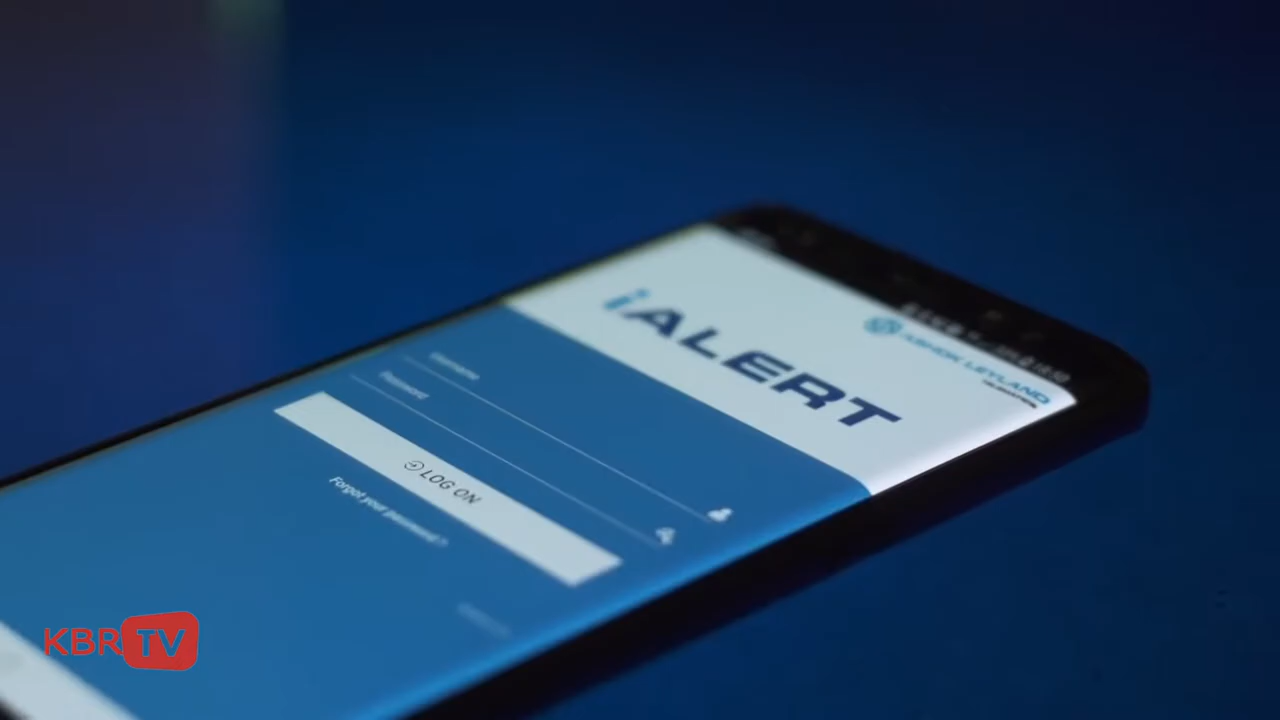 iALERT
ASHOK LEYLAND
Username
Password
LOG ON
Forgot your password?
KBR TV